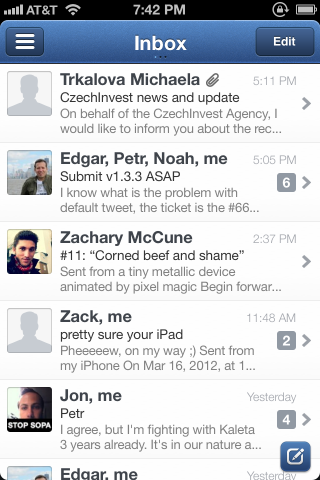 AT&T 7:42 PM
Inbox
Edit
Trkalova Michaela 5:11 PM
CzechInvest news and update
On behalf of the CzechInvest Agency, I
would like to inform you about the rec...
Edgar, Petr, Noah, me 5:05 PM
Submit v1.3.3 ASAP 6
I know what is the problem with
default tweet, the ticket is the #66...
Zachary McCune 2:37 PM
#11: “Corned beef and shame”
Sent from a tiny metallic device
animated by pixel magic Begin forwar...
Zack, me 11:48 AM
pretty sure your iPad 2
Pheeeeew, on my way ;) Sent from
my iPhone On Mar 16, 2012, at 1...
Jon, me Yesterday
Petr 4
I agree, but I'm fighting with Kaleta
3 years already. It's in our nature a...
STOP SOPA
Edgar, me Yesterday